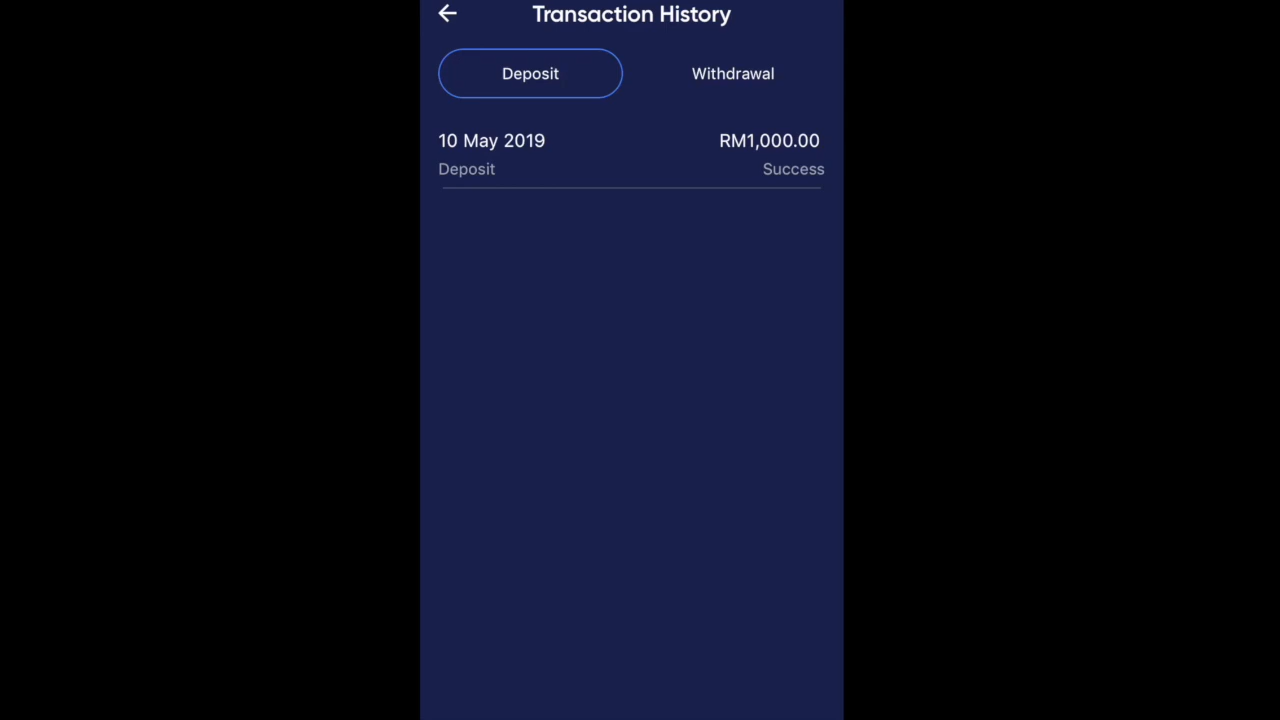 Transaction History
Deposit Withdrawal
10 May 2019 RM1,000.00
Deposit Success